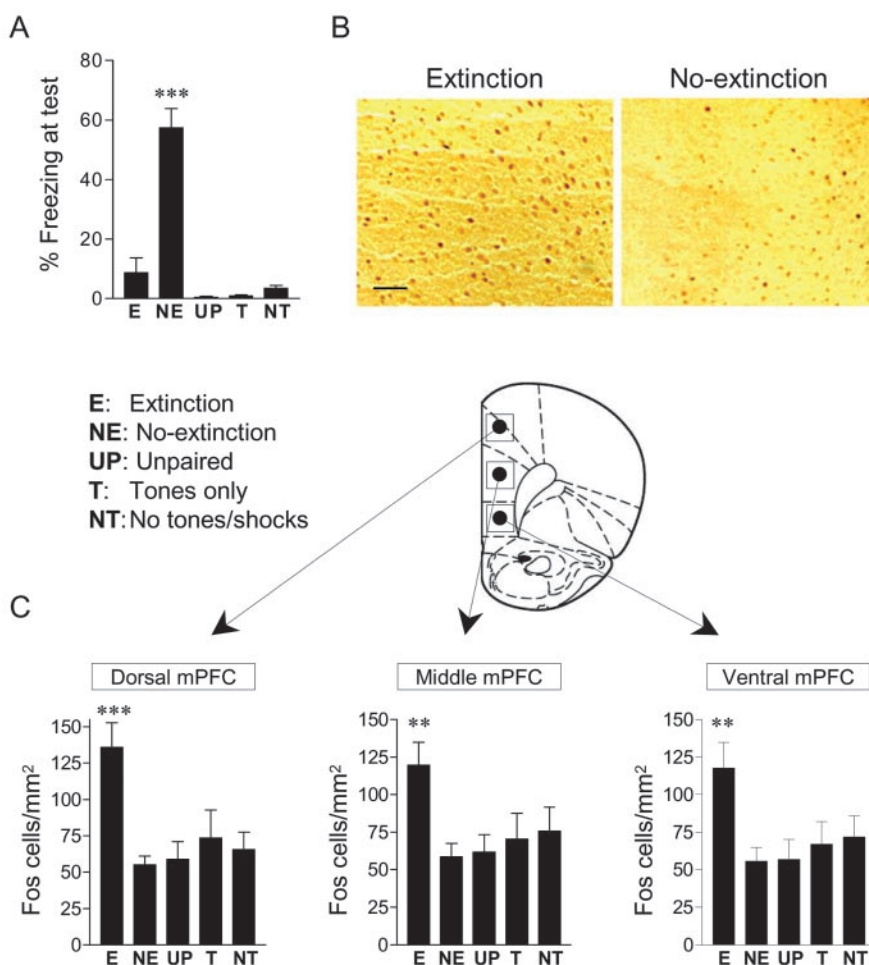 A
B
80
60
40
20
0
% Freezing at test
***
E NE UP T NT
Extinction
No-extinction
E: Extinction
NE: No-extinction
UP: Unpaired
T: Tones only
NT: No tones/shocks
C
Dorsal mPFC
150
125
100
75
50
25
0
Fos cells/mm²
***
E NE UP T NT
Middle mPFC
150
125
100
75
50
25
0
Fos cells/mm²
**
E NE UP T NT
Ventral mPFC
150
125
100
75
50
25
0
Fos cells/mm²
**
E NE UP T NT